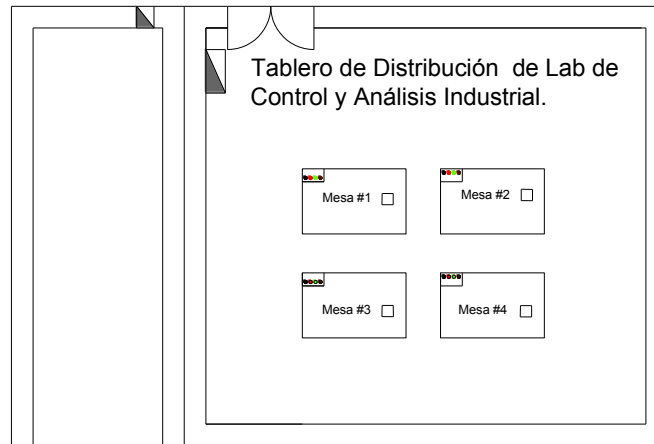 Tablero de Distribución de Lab de
Control y Análisis Industrial.
Mesa #1
Mesa #2
Mesa #3
Mesa #4